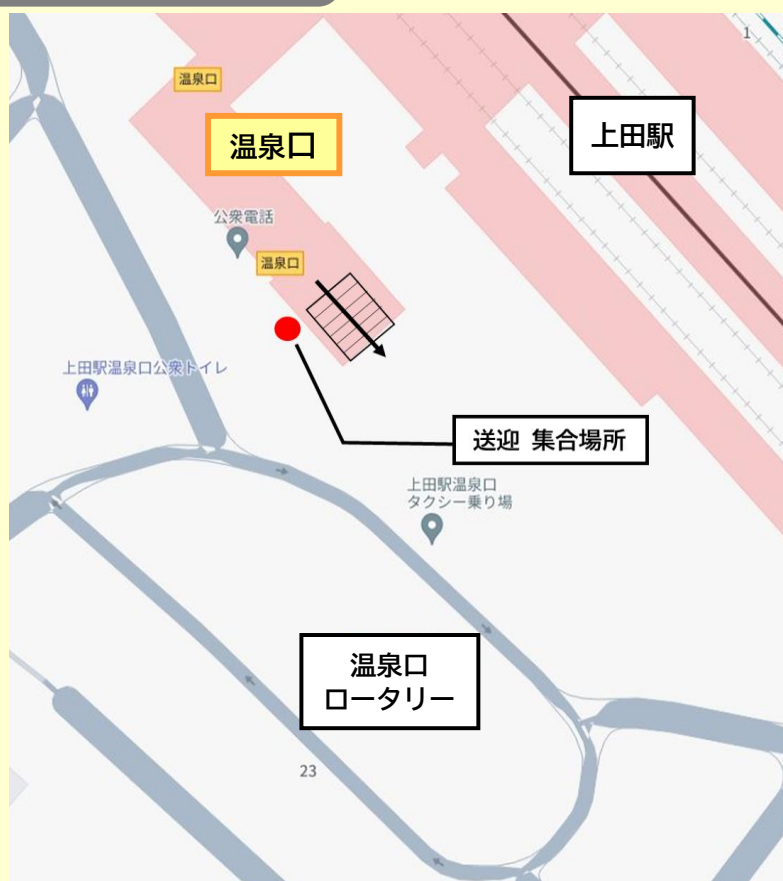 1
温泉口
上田駅
温泉口
公衆電話
温泉口
上田駅温泉口公衆トイレ
送迎 集合場所
上田駅温泉口
タクシー乗り場
温泉口
ロータリー
23